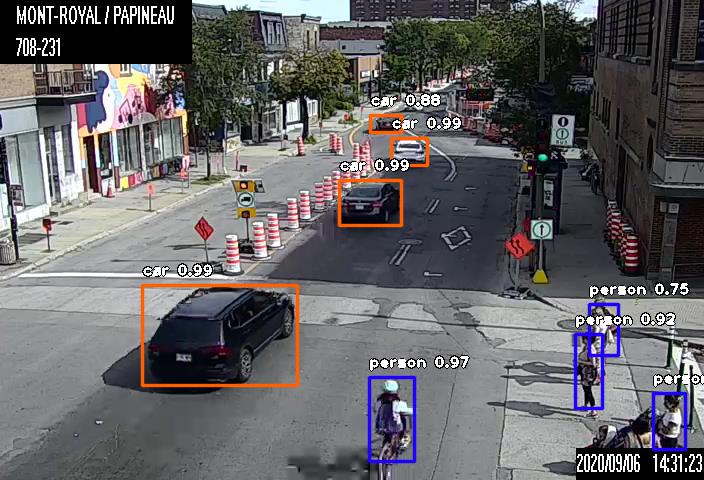 MONT-ROYAL / PAPINEAU
708-231
car 0.88
car 0.99
car 0.99
car 0.99
person 0.75
person 0.92
person 0.97
perso
2020/09/06 14:31:23